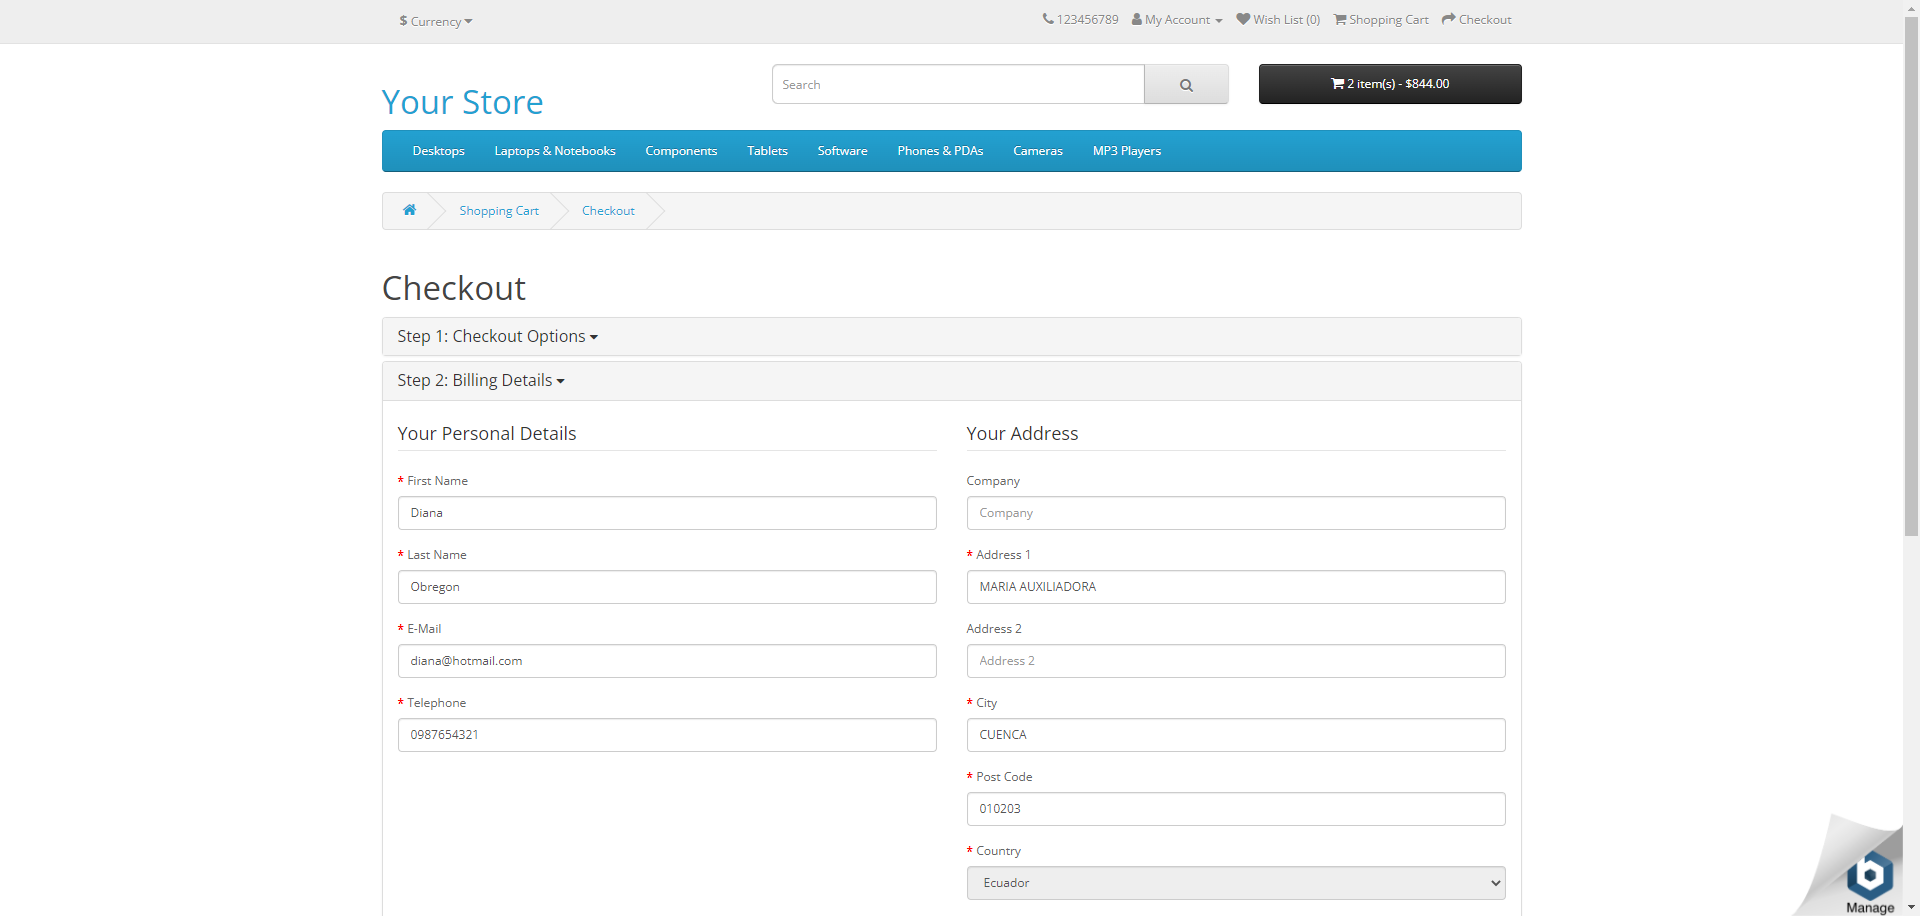 $ Currency
123456789 My Account Wish List (0) Shopping Cart Checkout
Your Store
Search
2 item(s) - $844.00
Desktops Laptops & Notebooks Components Tablets Software Phones & PDAs Cameras MP3 Players
Shopping Cart Checkout
Checkout
Step 1: Checkout Options
Step 2: Billing Details
Your Personal Details
* First Name
Diana
* Last Name
Obregon
* E-Mail
diana@hotmail.com
* Telephone
0987654321
Your Address
Company
Company
* Address 1
MARIA AUXILIADORA
Address 2
Address 2
* City
CUENCA
* Post Code
010203
* Country
Ecuador
b
Manage